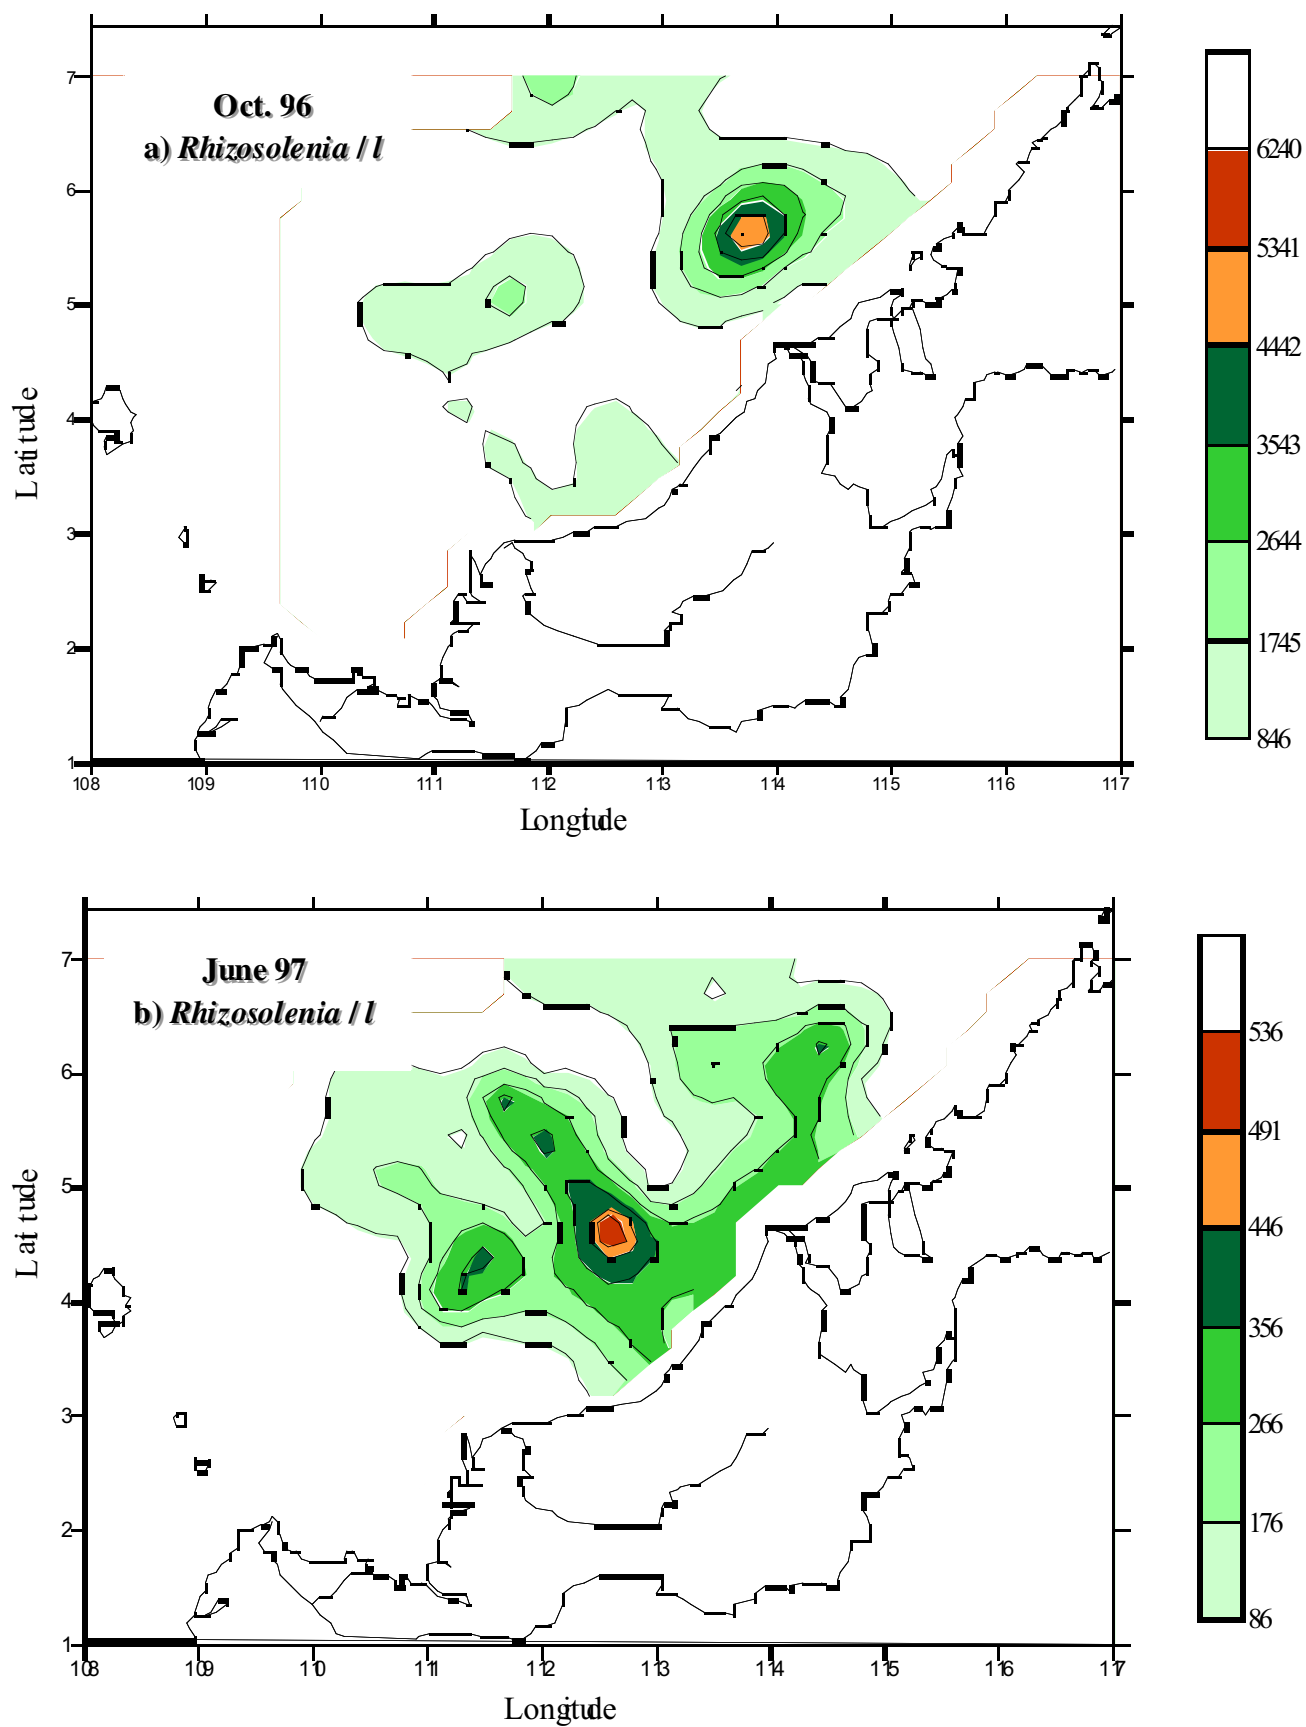 Oct. 96
a) Rhizosolenia / l
7
6
5
4
3
2
1
Latitude
108 109 110 111 112 113 114 115 116 117
Longitude
6240
5341
4442
3543
2644
1745
846
June 97
b) Rhizosolenia / l
7
6
5
4
3
2
1
Latitude
108 109 110 111 112 113 114 115 116 117
Longitude
536
491
446
356
266
176
86